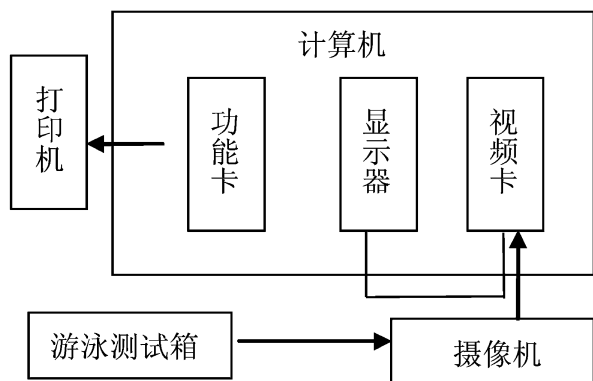 计算机
打印机
功能卡
显示器
视频卡
游泳测试箱
摄像机